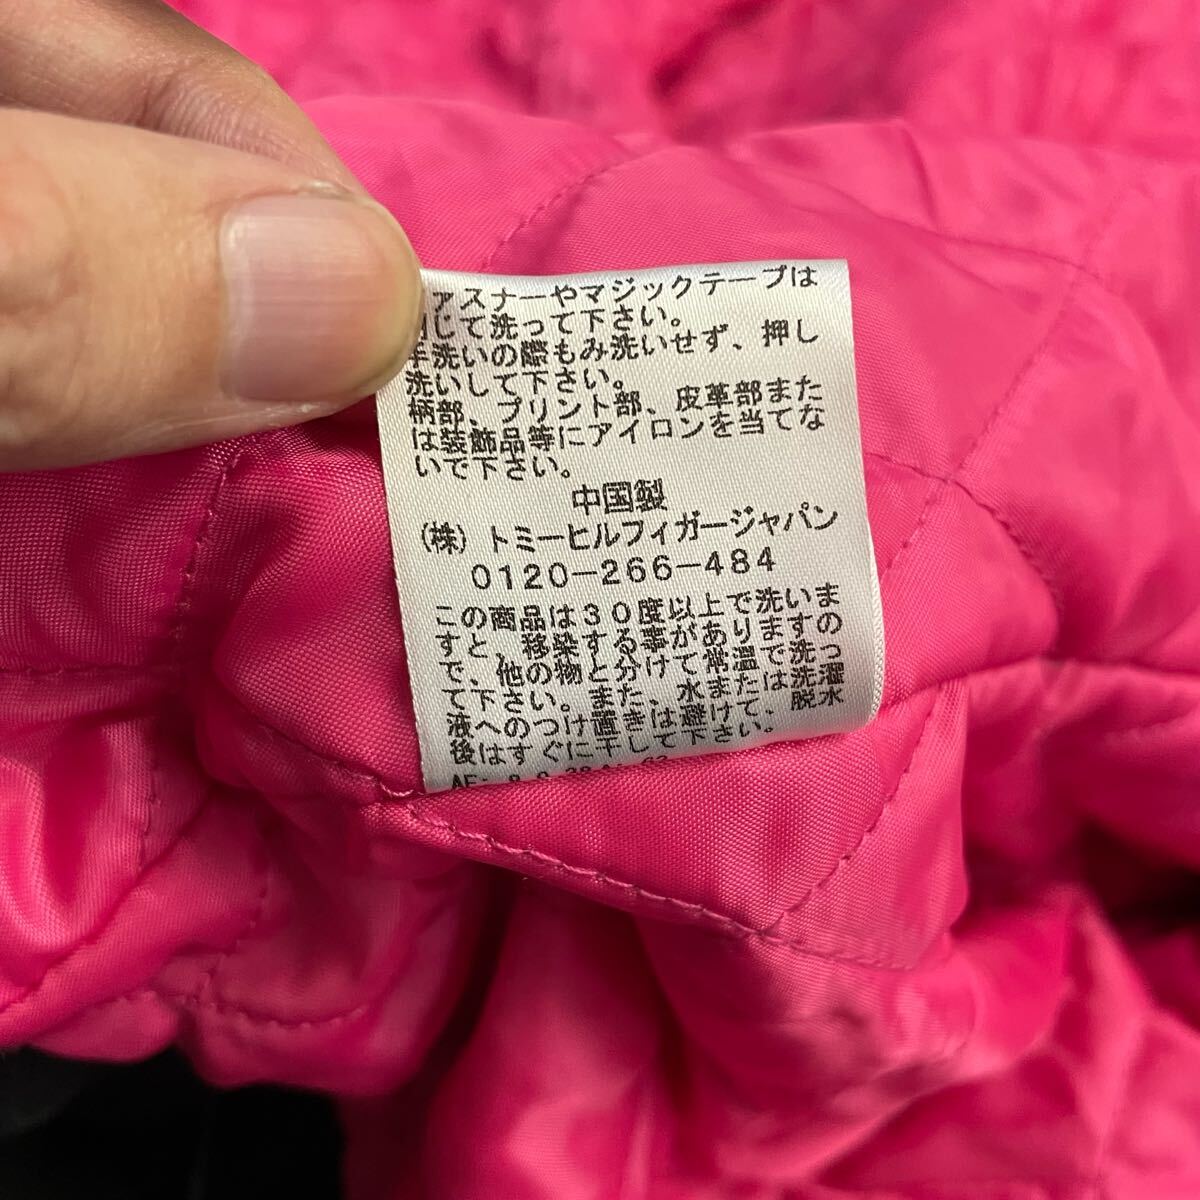 ァスナーやマジックテープは
閉じて洗って下さい。
手洗いの際もみ洗いせず、押し
洗いして下さい。
柄部、プリント部、皮革部また
は装飾品等にアイロンを当てな
いで下さい。
中国製
(株)トミーヒルフィガージャパン
0120-266-484
この商品は30度以上で洗いま
すと、移染する事がありますの
で、他の物と分けて常温で洗っ
て下さい。また、水または洗濯
液へのつけ置きは避けて、脱水
後はすぐに干して下さい。